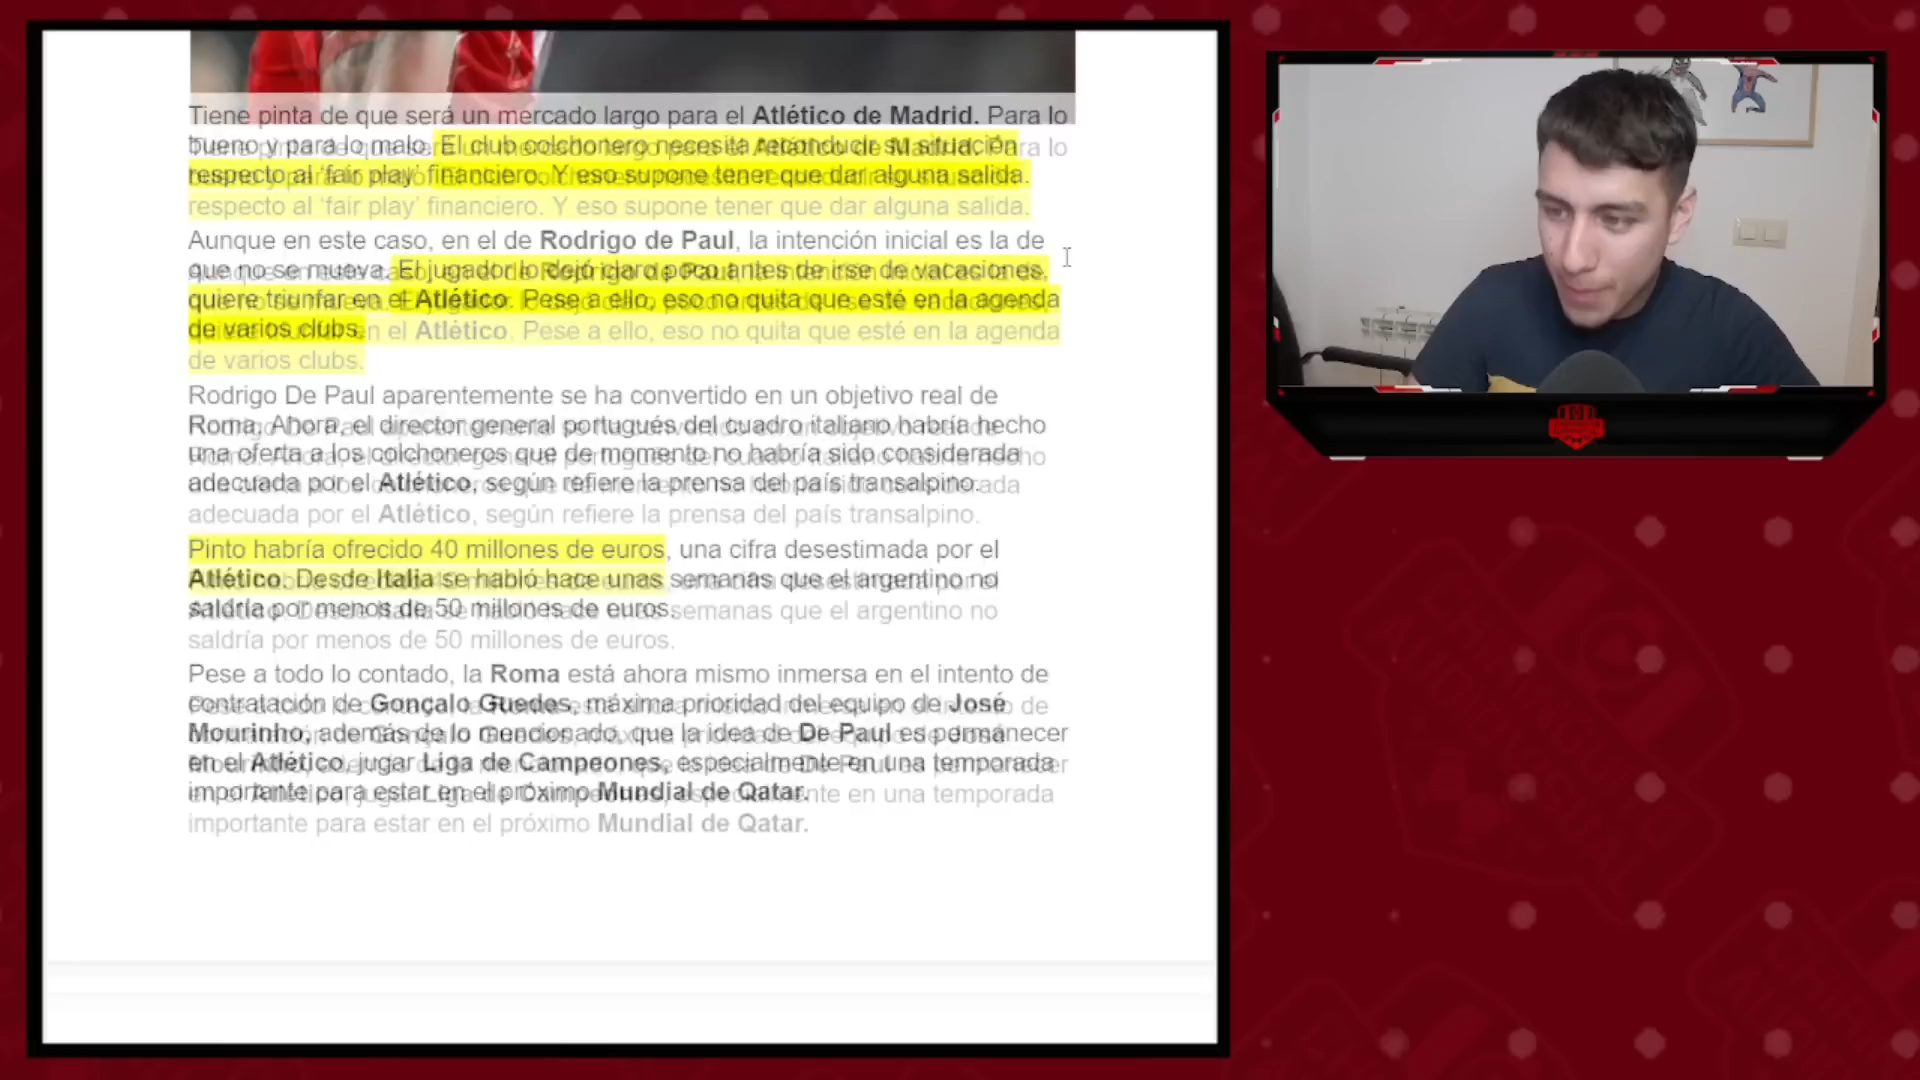 Tiene pinta de que será un mercado largo para el Atlético de Madrid. Para lo
bueno y para lo malo. El club colchonero necesita reconducir su situación
respecto al 'fair play' financiero. Y eso supone tener que dar alguna salida.
Aunque en este caso, en el de Rodrigo de Paul, la intención inicial es la de
que no se mueva. El jugador lo dejó claro poco antes de irse de vacaciones,
quiere triunfar en el Atlético. Pese a ello, eso no quita que esté en la agenda
de varios clubs.
Rodrigo De Paul aparentemente se ha convertido en un objetivo real de
Roma. Ahora, el director general portugués del cuadro italiano habría hecho
una oferta a los colchoneros que de momento no habría sido considerada
adecuada por el Atlético, según refiere la prensa del país transalpino.
Pinto habría ofrecido 40 millones de euros, una cifra desestimada por el
Atlético. Desde Italia se habló hace unas semanas que el argentino no
saldría por menos de 50 millones de euros.
Pese a todo lo contado, la Roma está ahora mismo inmersa en el intento de
contratación de Gonçalo Guedes, máxima prioridad del equipo de José
Mourinho, además de lo mencionado, que la idea de De Paul es permanecer
en el Atlético, jugar Liga de Campeones, especialmente en una temporada
importante para estar en el próximo Mundial de Qatar.